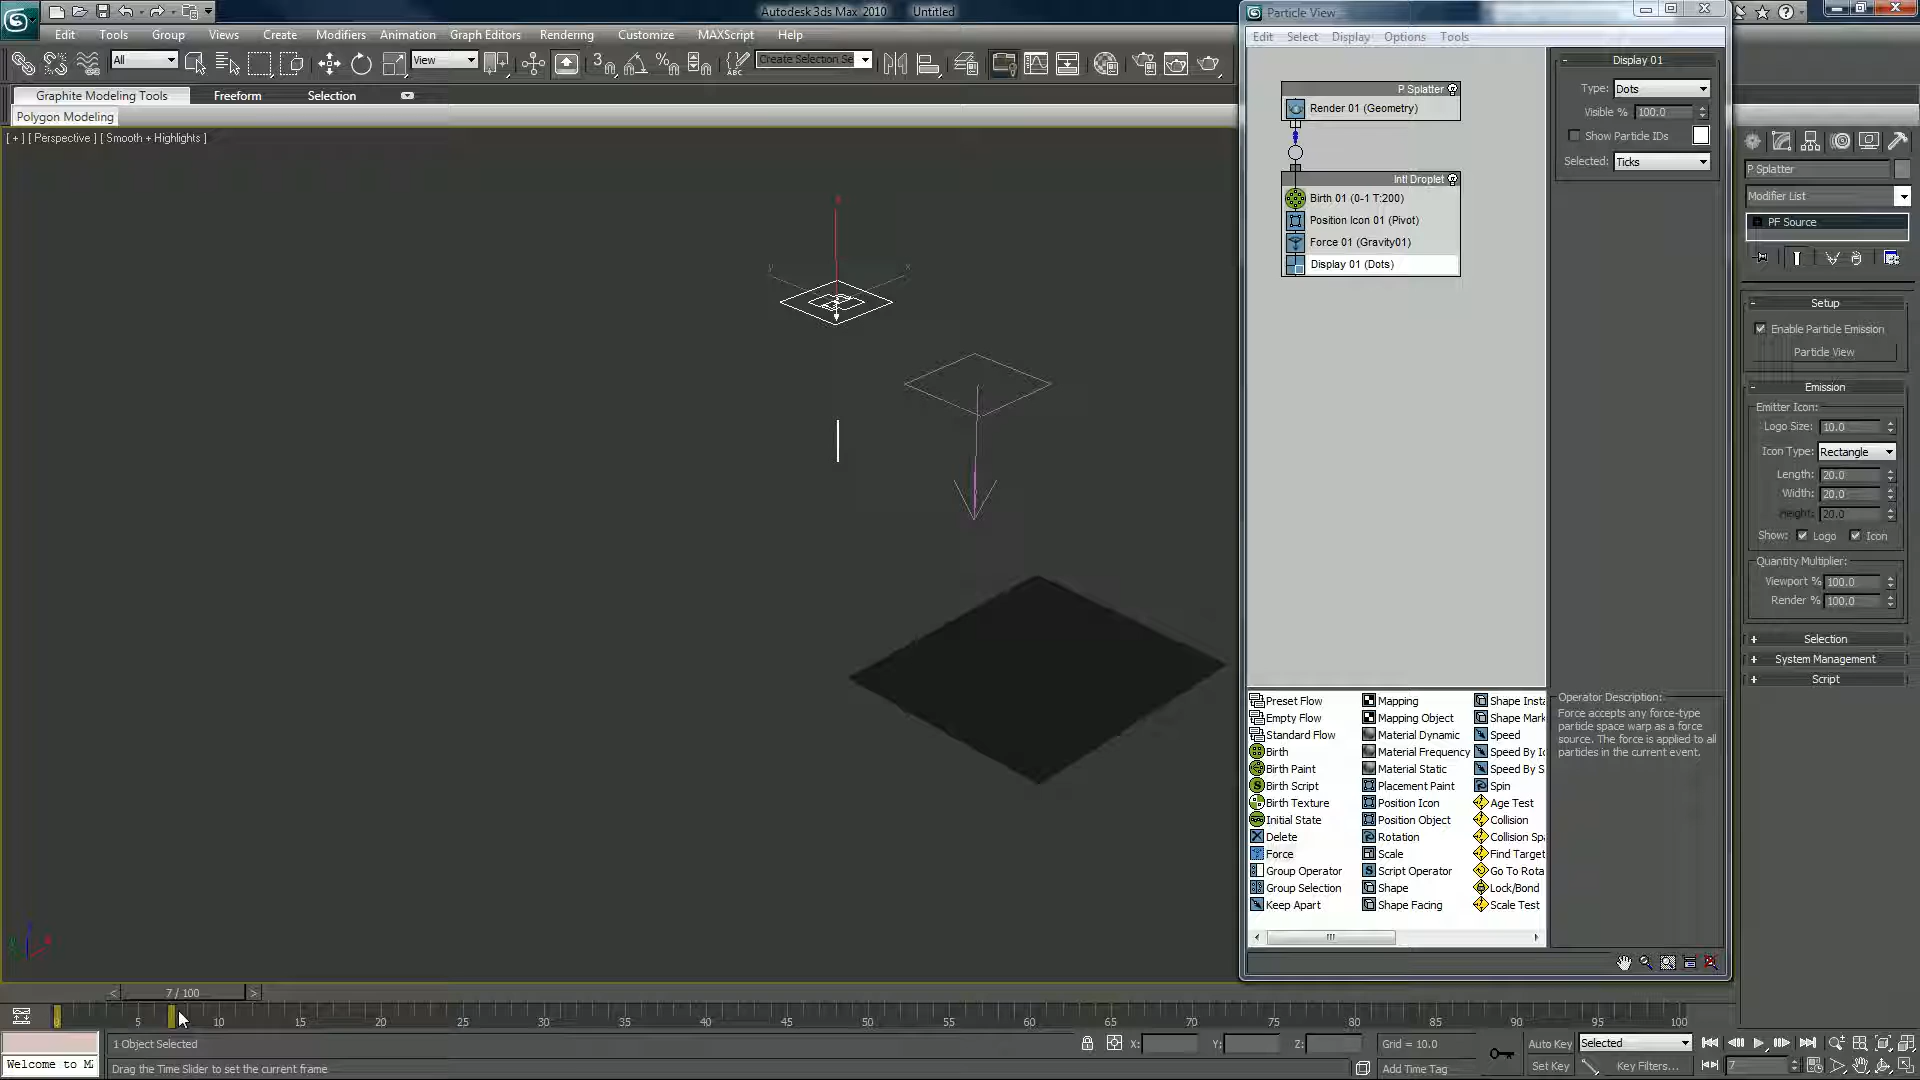 Autodesk 3ds Max 2010 Untitled
Edit Tools Group Views Create Modifiers Animation Graph Editors Rendering Customize MAXScript Help
All View Create Selection Se
Graphite Modeling Tools Freeform Selection
Polygon Modeling
[ + ] [ Perspective ] [ Smooth + Highlights ]
y x
Particle View
Edit Select Display Options Tools
P Splatter
Render 01 (Geometry)
Intl Droplet
Birth 01 (0-1 T:200)
Position Icon 01 (Pivot)
Force 01 (Gravity01)
Display 01 (Dots)
Display 01
Type: Dots
Visible % 100.0
Show Particle IDs
Selected: Ticks
Preset Flow Mapping Shape Inst
Empty Flow Mapping Object Shape Mark
Standard Flow Material Dynamic Speed
Birth Material Frequency Speed By Ic
Birth Paint Material Static Speed By S
Birth Script Placement Paint Spin
Birth Texture Position Icon Age Test
Initial State Position Object Collision
Delete Rotation Collision Sp
Force Scale Find Target
Group Operator Script Operator Go To Rota
Group Selection Shape Lock/Bond
Keep Apart Shape Facing Scale Test
Operator Description:
Force accepts any force-type
particle space warp as a force
source. The force is applied to all
particles in the current event.
P Splatter
Modifier List
PF Source
Setup
Enable Particle Emission
Particle View
Emission
Emitter Icon:
Logo Size: 10.0
Icon Type: Rectangle
Length: 20.0
Width: 20.0
Height: 20.0
Show: Logo Icon
Quantity Multiplier:
Viewport % 100.0
Render % 100.0
Selection
System Management
Script
7 / 100
5 10 15 20 25 30 35 40 45 50 55 60 65 70 75 80 85 90 95 100
1 Object Selected X: Y: Z: Grid = 10.0 Auto Key Selected
Welcome to M Drag the Time Slider to set the current frame Add Time Tag Set Key Key Filters... 7